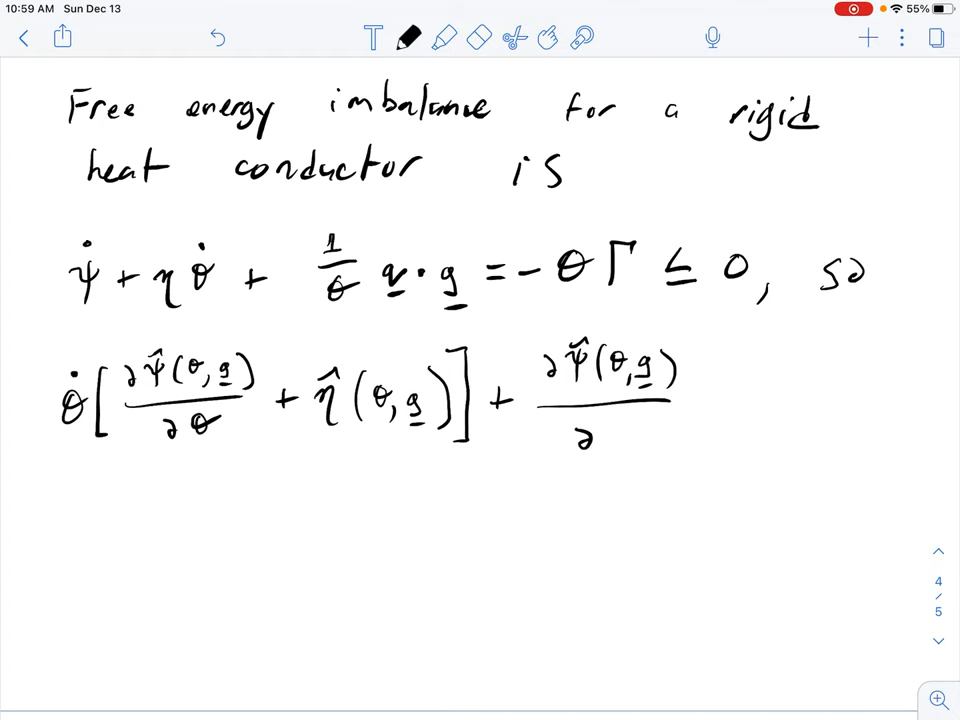 10:59 AM Sun Dec 13 55%
T
Free energy imbalance for a rigid
heat conductor is
ψ̇ + ηθ̇ + 1/θ q · g = - θ Γ ≤ 0, so
θ̇ [ ∂ψ̂(θ, g)/∂θ + η̂(θ, g) ] + ∂ψ̂(θ, g)/∂
4
/
5